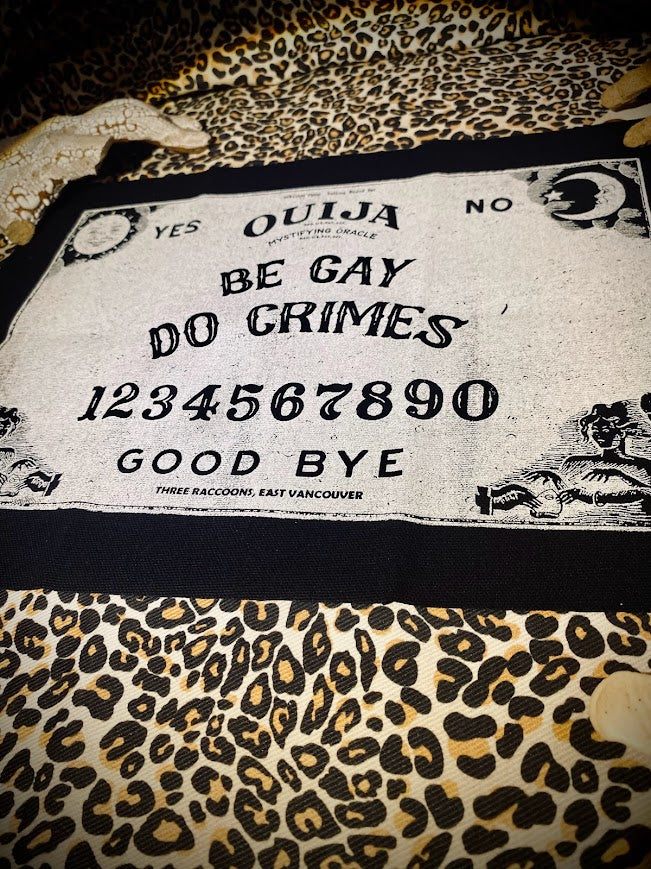 YES
OUIJA
NO
MYSTIFYING ORACLE
BE GAY
DO CRIMES
1234567890
GOOD BYE
THREE RACCOONS, EAST VANCOUVER